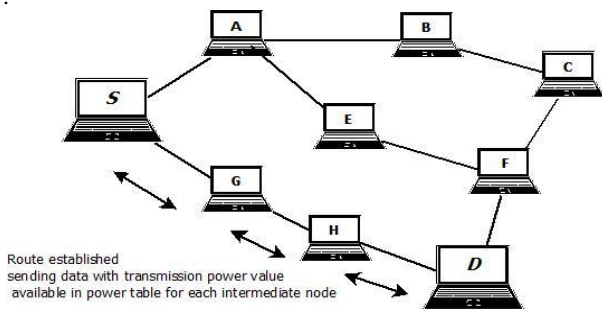 .
A
B
C
S
E
F
G
H
D
Route established
sending data with transmission power value
available in power table for each intermediate node